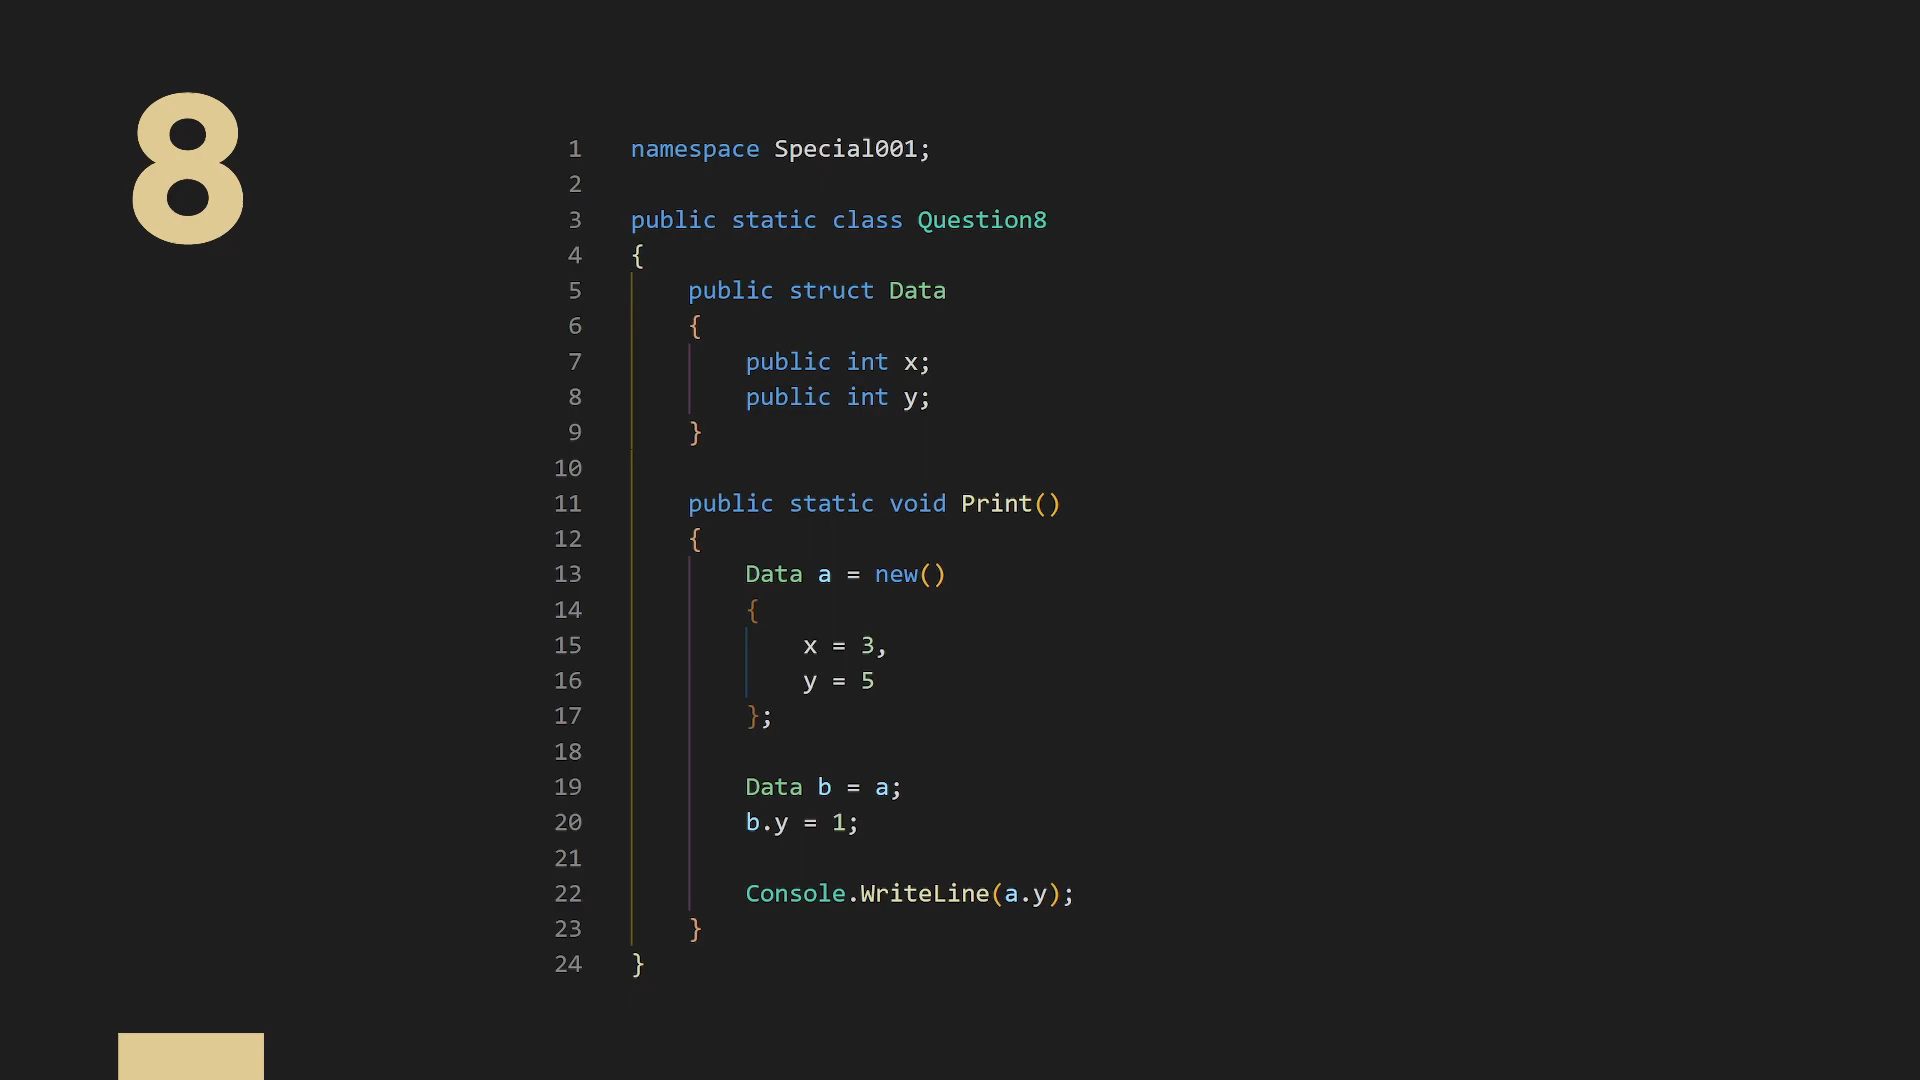 8
1 namespace Special001;
2
3 public static class Question8
4 {
5     public struct Data
6     {
7         public int x;
8         public int y;
9     }
10
11     public static void Print()
12     {
13         Data a = new()
14         {
15             x = 3,
16             y = 5
17         };
18
19         Data b = a;
20         b.y = 1;
21
22         Console.WriteLine(a.y);
23     }
24 }